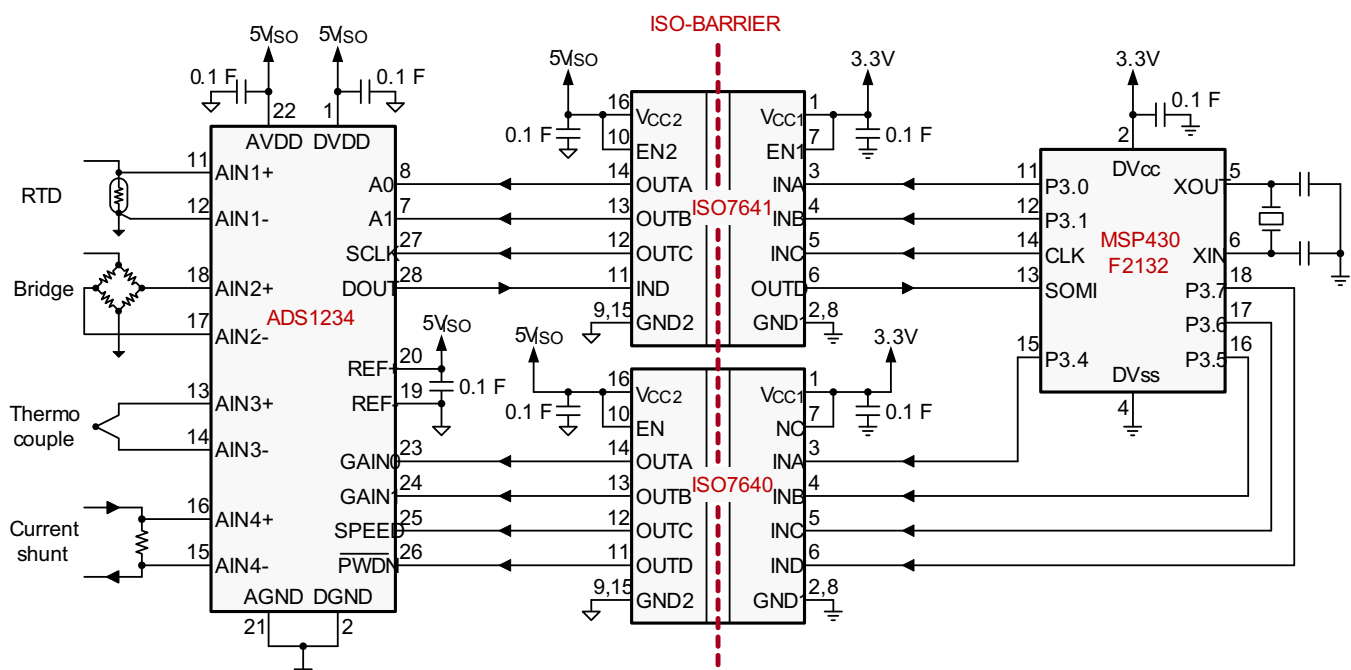 ISO-BARRIER
5VISO
5VISO
0.1 F
0.1 F
22
1
AVDD
DVDD
RTD
11
AIN1+
12
AIN1-
Bridge
18
AIN2+
17
AIN2-
Thermo
couple
13
AIN3+
14
AIN3-
Current
shunt
16
AIN4+
15
AIN4-
ADS1234
A0
8
A1
7
SCLK
27
DOUT
28
5VISO
REF+
20
0.1 F
REF-
19
GAIN0
23
GAIN1
24
SPEED
25
PWDN
26
AGND
DGND
21
2
5VISO
0.1 F
16
VCC2
10
EN2
14
OUTA
13
OUTB
12
OUTC
11
IND
9,15
GND2
ISO7641
3.3V
0.1 F
VCC1
1
EN1
7
INA
3
INB
4
INC
5
OUTD
6
GND1
2,8
5VISO
0.1 F
16
VCC2
10
EN
14
OUTA
13
OUTB
12
OUTC
11
OUTD
9,15
GND2
ISO7640
3.3V
0.1 F
VCC1
1
NC
7
INA
3
INB
4
INC
5
IND
6
GND1
2,8
3.3V
0.1 F
2
DVcc
11
P3.0
12
P3.1
14
CLK
13
SOMI
15
P3.4
MSP430
F2132
XOUT
5
XIN
6
P3.7
18
P3.6
17
P3.5
16
DVss
4